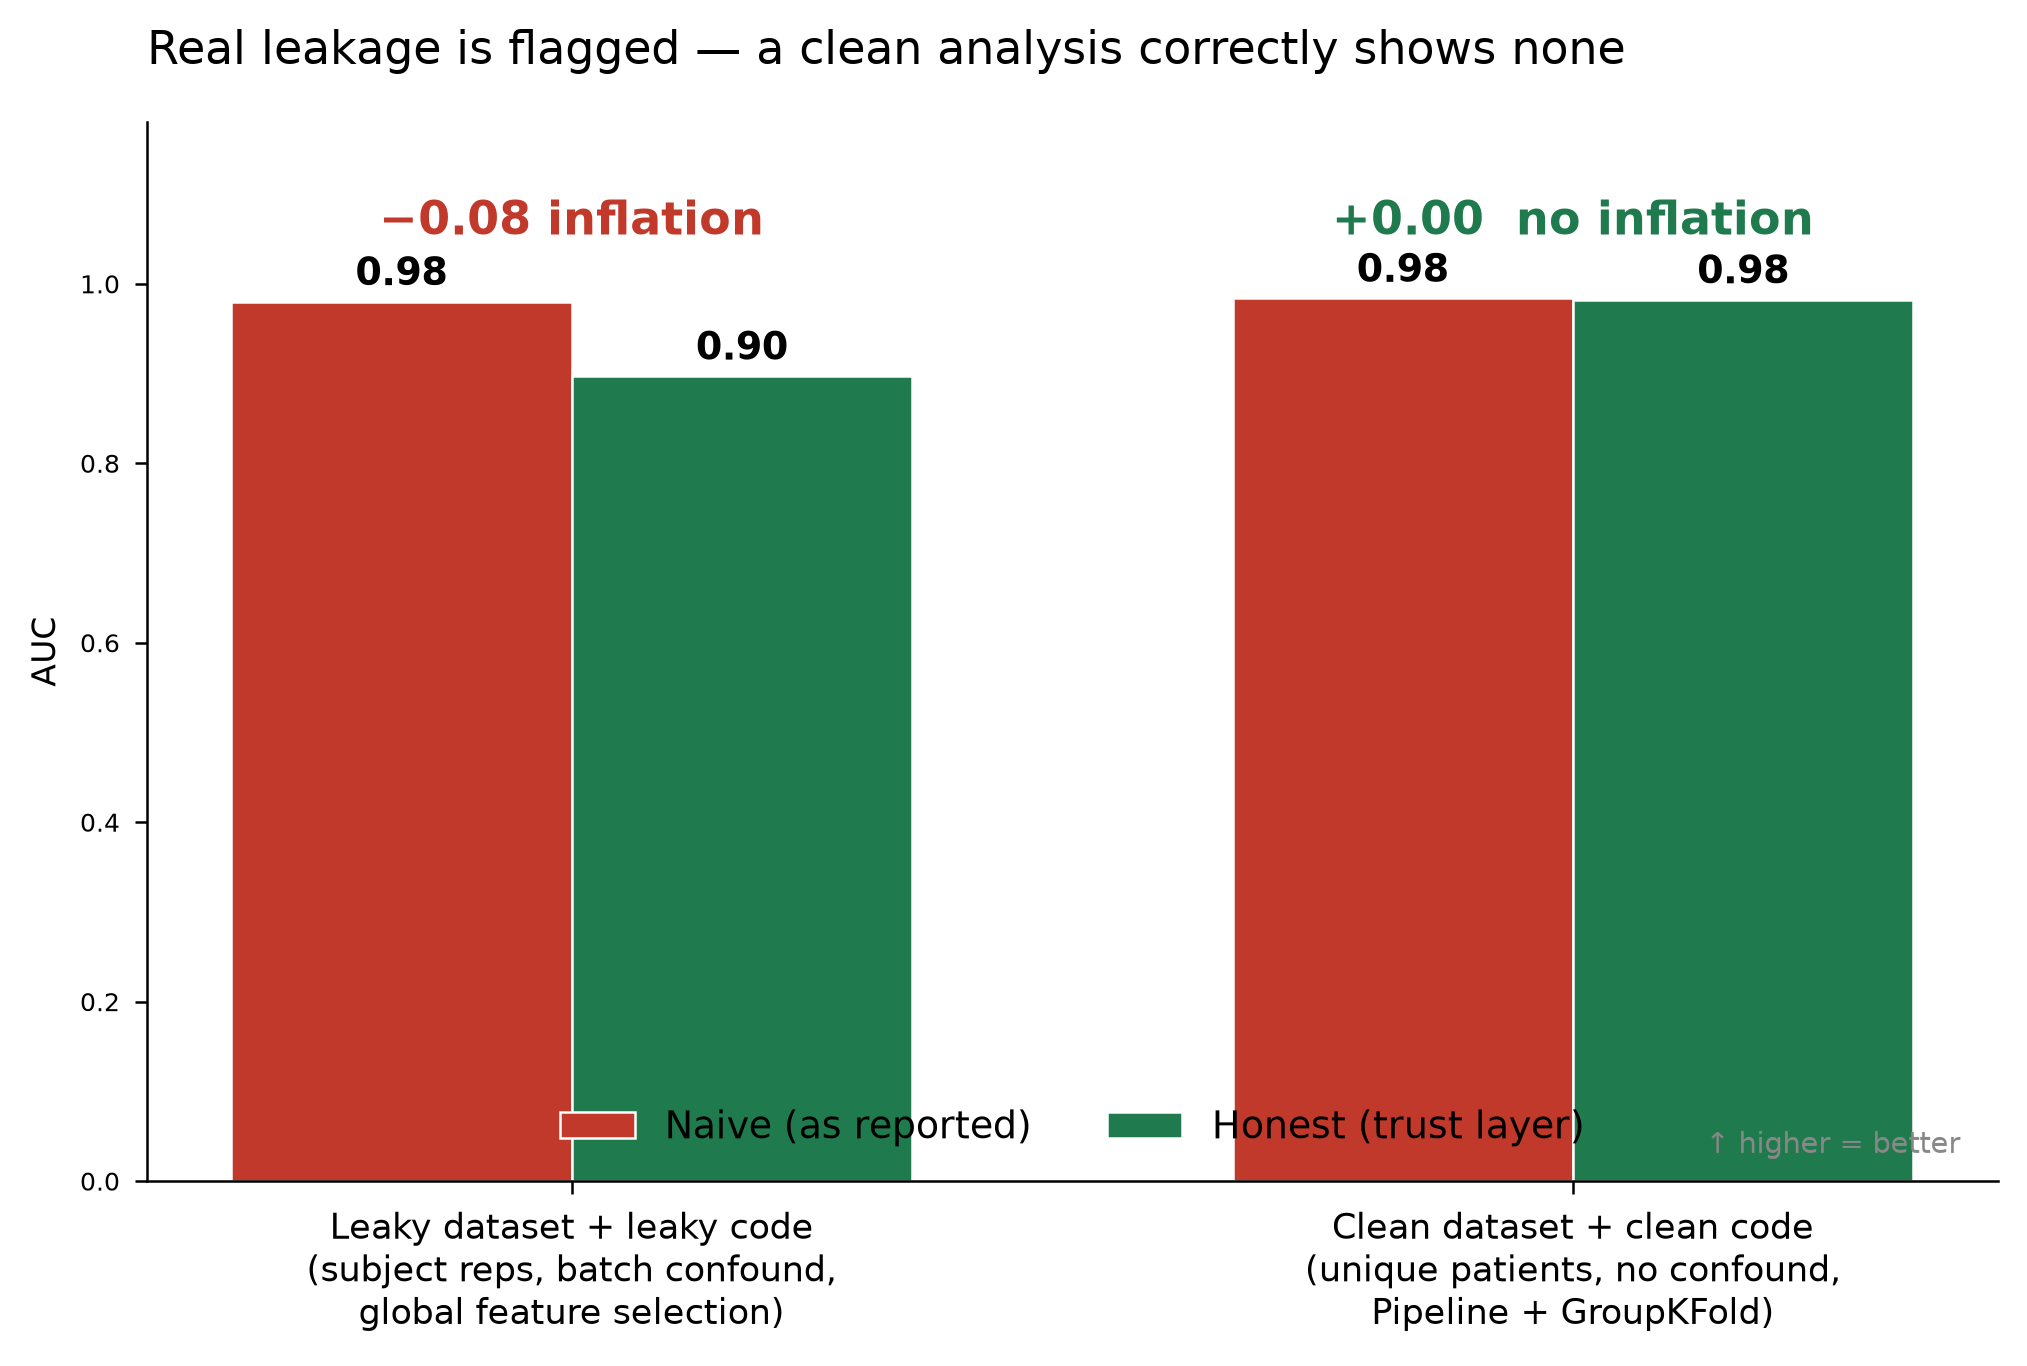 Real leakage is flagged — a clean analysis correctly shows none
−0.08 inflation
+0.00  no inflation
0.98
0.90
0.98
0.98
1.0
0.8
0.6
0.4
0.2
0.0
AUC
Naive (as reported)
Honest (trust layer)
↑ higher = better
Leaky dataset + leaky code
(subject reps, batch confound,
global feature selection)
Clean dataset + clean code
(unique patients, no confound,
Pipeline + GroupKFold)